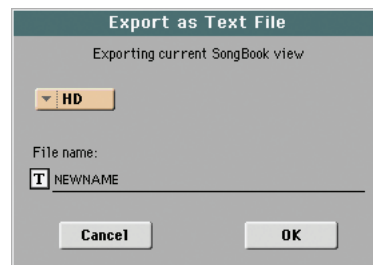 Export as Text File
Exporting current SongBook view
HD
File name:
T NEWNAME
Cancel OK